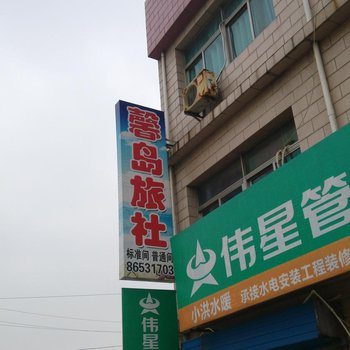 馨岛旅社
标准间 普通间
86531703
伟星管
小洪水暖 承接水电安装工程装修
伟星